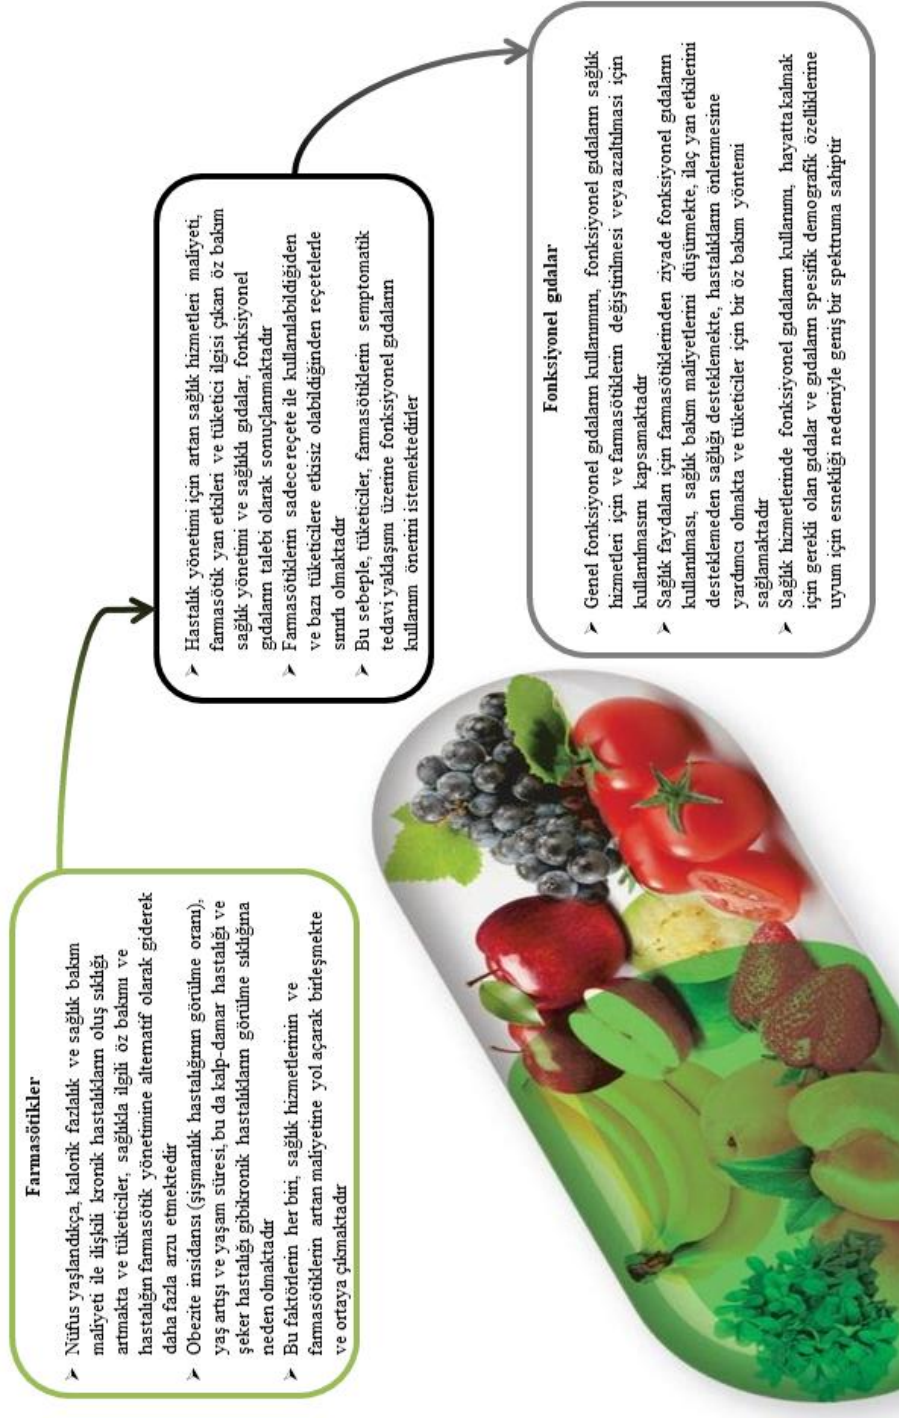 Farmasötikler
➤ Nüfus yaşlandıkça, kalorik fazlalık ve sağlık bakım
maliyeti ile ilişkili kronik hastalıkların oluş sıklığı
artmakta ve tüketiciler, sağlıkla ilgili öz bakımı ve
hastalığın farmasötik yönetimine alternatif olarak giderek
daha fazla arzu etmektedir
➤ Obezite insidansı (şişmanlık hastalığının görülme oranı),
yaş artışı ve yaşam süresi, bu da kalp-damar hastalığı ve
şeker hastalığı gibikronik hastalıkların görülme sıklığına
neden olmaktadır
➤ Bu faktörlerin her biri, sağlık hizmetlerinin ve
farmasötiklerin artan maliyetine yol açarak birleşmekte
ve ortaya çıkmaktadır
➤ Hastalık yönetimi için artan sağlık hizmetleri maliyeti,
farmasötik yan etkileri ve tüketici ilgisi çıkan öz bakım
sağlık yönetimi ve sağlıklı gıdalar, fonksiyonel
gıdaların talebi olarak sonuçlanmaktadır
➤ Farmasötiklerin sadece reçete ile kullanılabildiğiden
ve bazı tüketicilere etkisiz olabildiğinden reçetelerle
sınırlı olmaktadır
➤ Bu sebeple, tüketiciler, farmasötiklerin semptomatik
tedavi yaklaşımı üzerine fonksiyonel gıdaların
kullanım önerini istemektedirler
Fonksiyonel gıdalar
➤ Genel fonksiyonel gıdaların kullanımını, fonksiyonel gıdaların sağlık
hizmetleri için ve farmasötiklerin değiştirilmesi veya azaltılması için
kullanılmasını kapsamaktadır
➤ Sağlık faydaları için farmasötiklerinden ziyade fonksiyonel gıdaların
kullanılması, sağlık bakım maliyetlerini düşürmekte, ilaç yan etkilerini
desteklemeden sağlığı desteklemekte, hastalıkların önlenmesine
yardımcı olmakta ve tüketiciler için bir öz bakım yöntemi
sağlamaktadır
➤ Sağlık hizmetlerinde fonksiyonel gıdaların kullanımı, hayatta kalmak
için gerekli olan gıdalar ve gıdaların spesifik demografik özelliklerine
uyum için esnekliği nedeniyle geniş bir spektruma sahiptir